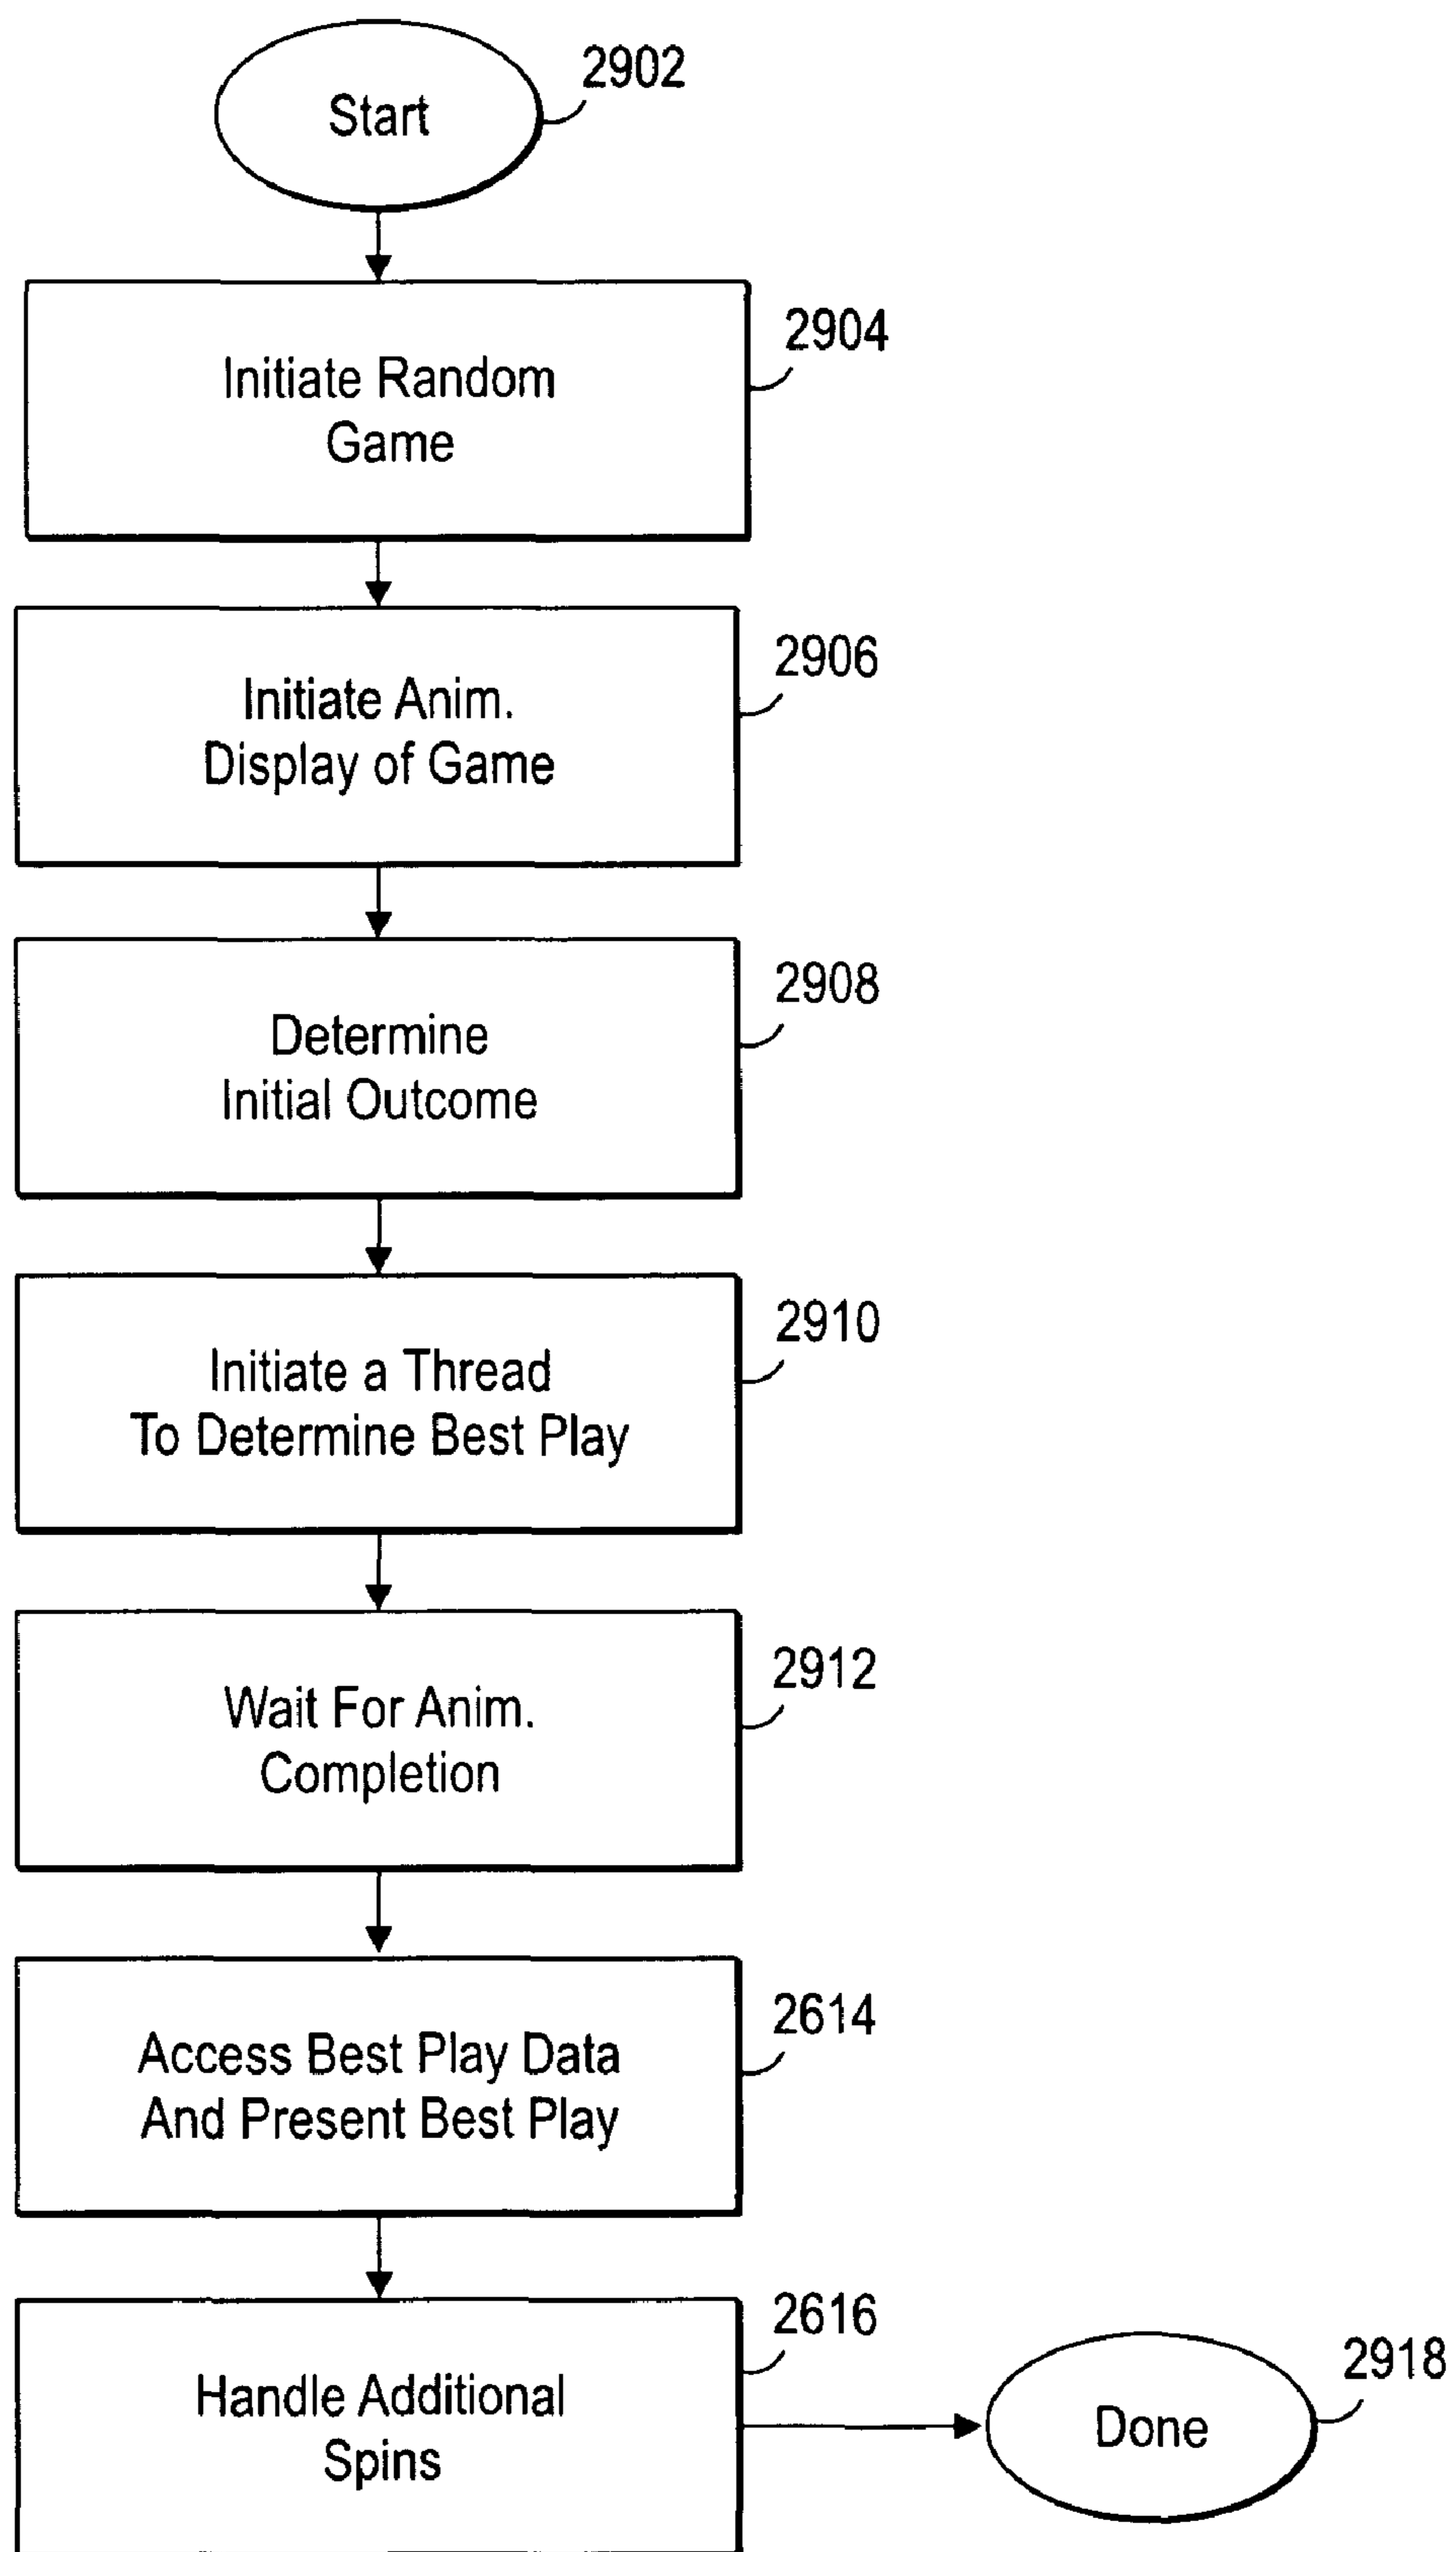 Start
2902
Initiate Random
Game
2904
Initiate Anim.
Display of Game
2906
Determine
Initial Outcome
2908
Initiate a Thread
To Determine Best Play
2910
Wait For Anim.
Completion
2912
Access Best Play Data
And Present Best Play
2614
Handle Additional
Spins
2616
Done
2918